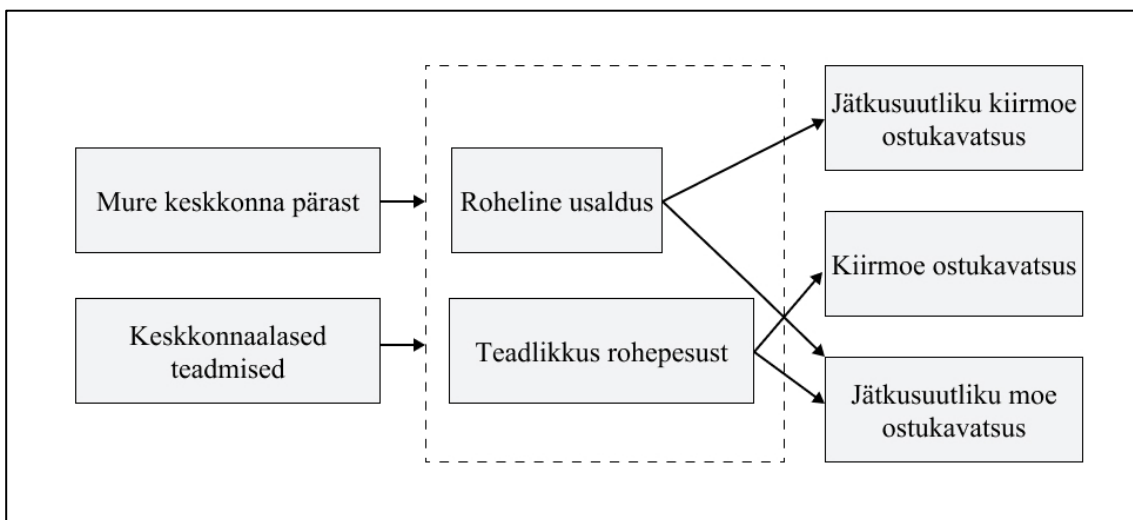 Mure keskkonna pärast
Keskkonnaalased
teadmised
Roheline usaldus
Teadlikkus rohepesust
Jätkusuutliku kiirmoe
ostukavatsus
Kiirmoe ostukavatsus
Jätkusuutliku moe
ostukavatsus